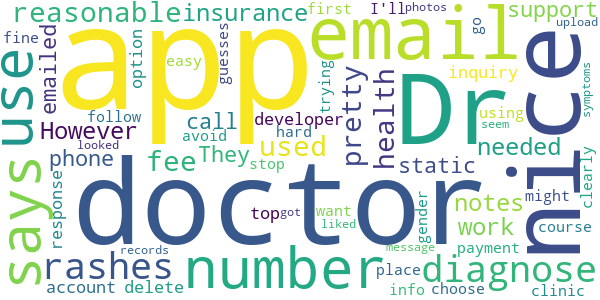 reasonable insurance first I'll photos support
fine option guesses go upload
emailed easy app email
use call trying pretty health inquiry
follow developer using Dr nice
However avoid hard seem symptoms
says phone fee They used static needed
doctor stop clearly
response looked top got want liked gender notes might
rashes records number place message work course
account delete info payment choose diagnose clinic